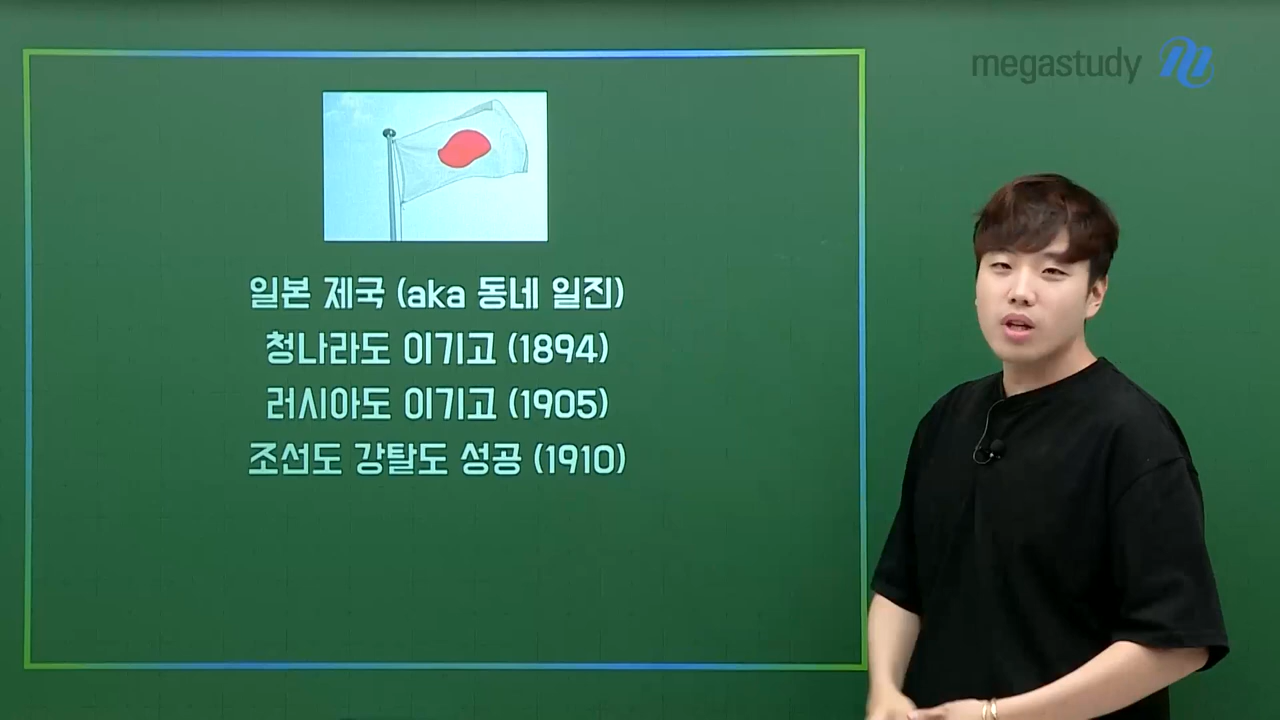 megastudy
일본 제국 (aka 동네 일진)
청나라도 이기고 (1894)
러시아도 이기고 (1905)
조선도 강탈도 성공 (1910)